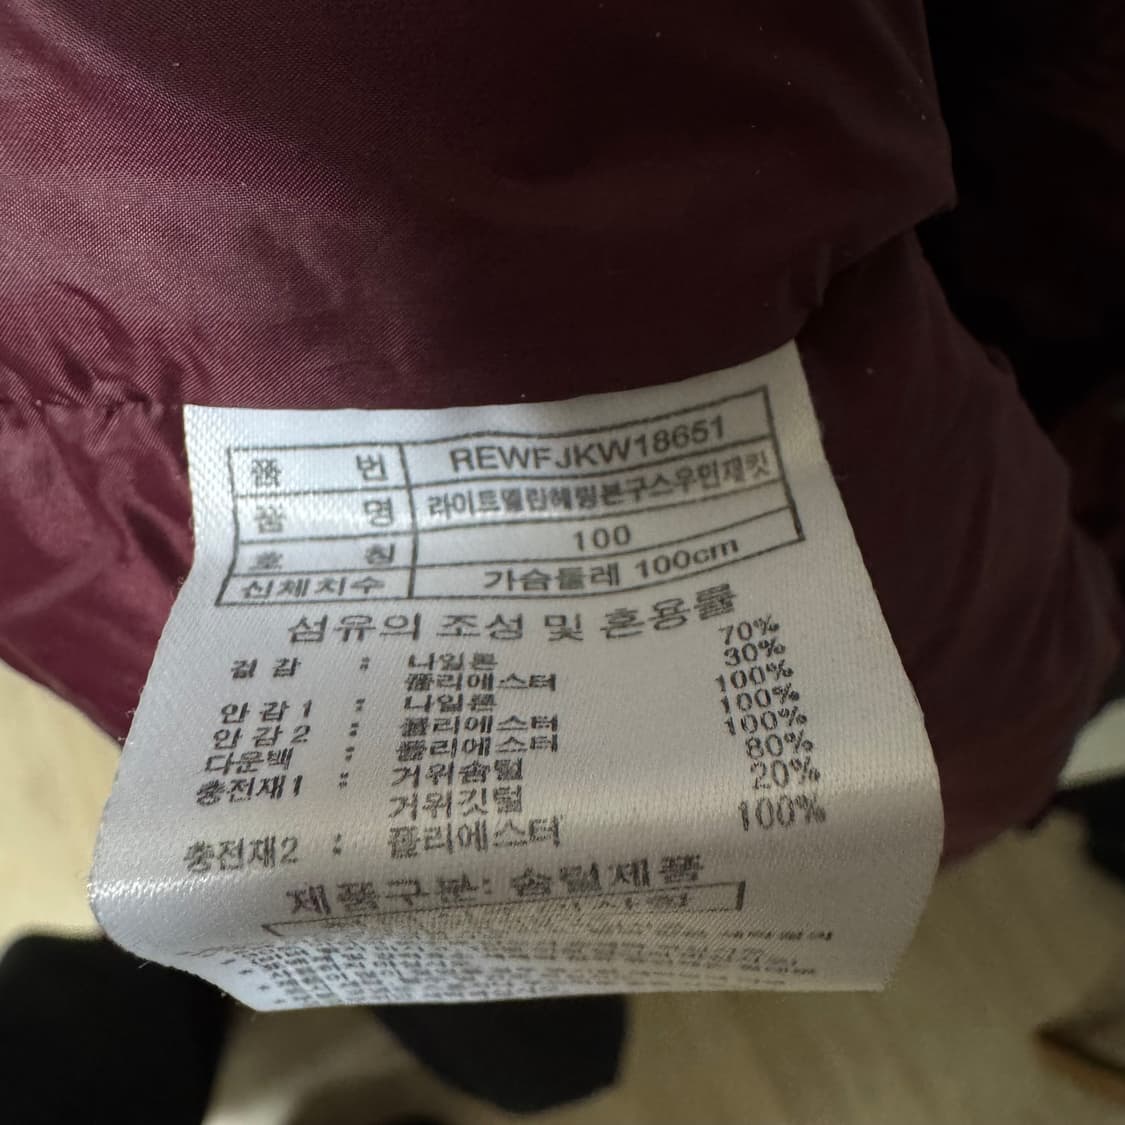 품 번 REWFJKW18651
품 명 라이트멜란헤링본구스우먼재킷
호 칭 100
신체치수 가슴둘레 100cm
섬유의 조성 및 혼용률
겉 감 : 나일론 70%
폴리에스터 30%
안 감 1 : 나일론 100%
안 감 2 : 폴리에스터 100%
다운백 : 폴리에스터 100%
충전재1 : 거위솜털 80%
거위깃털 20%
충전재2 : 폴리에스터 100%
제품구분: 솜털제품